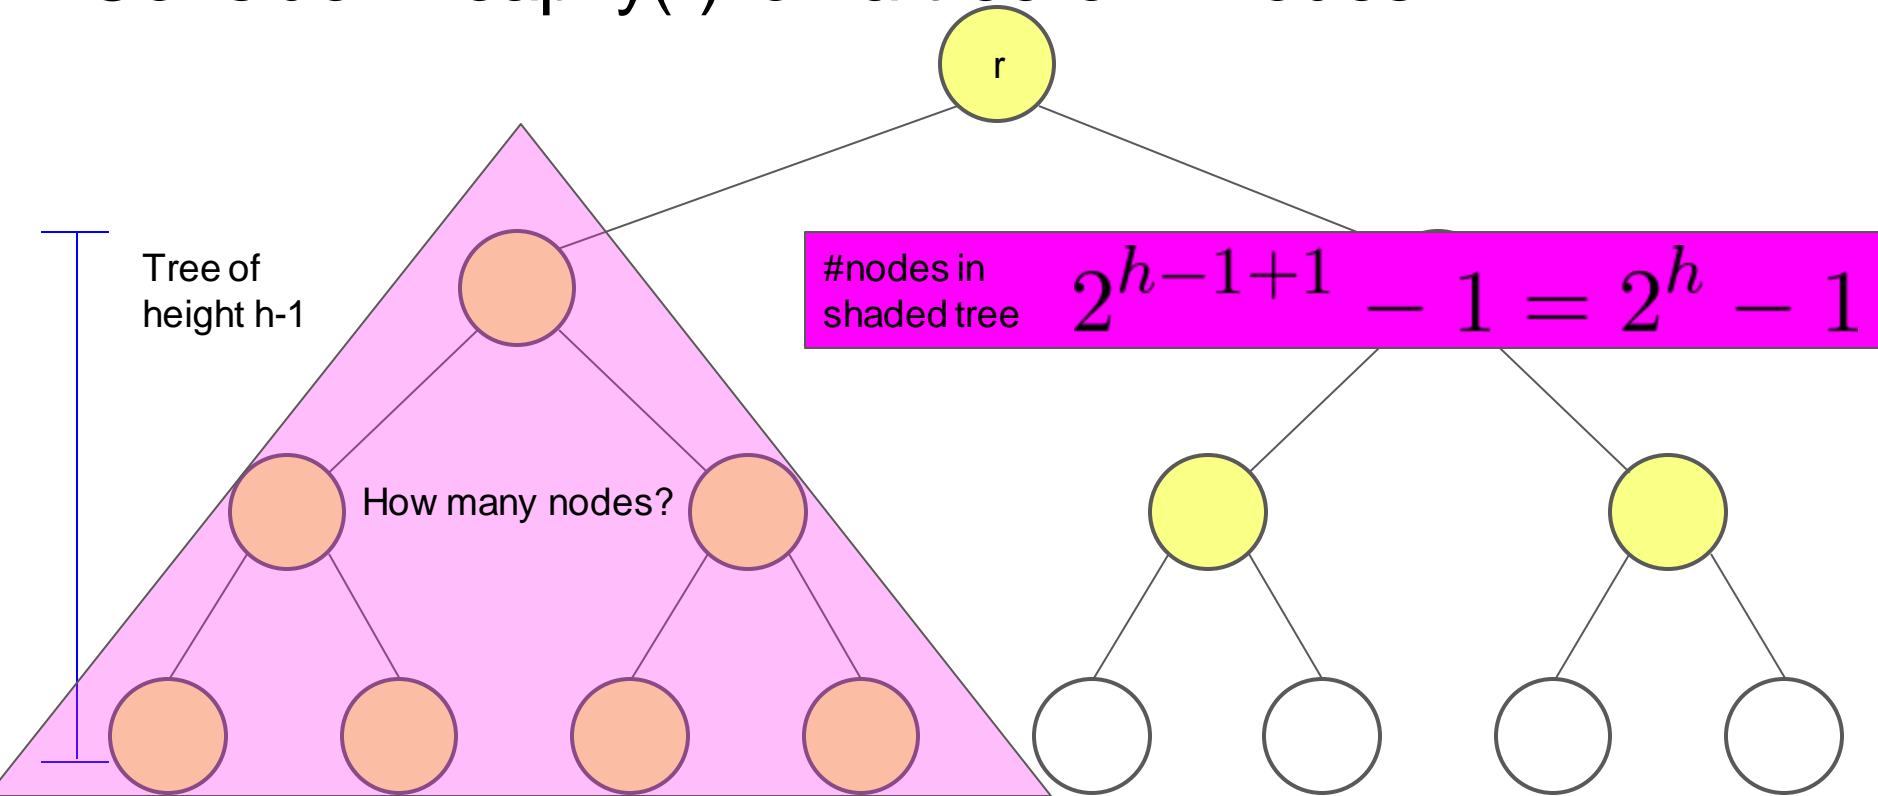 r
Tree of
height h-1
#nodes in
shaded tree
2^{h-1+1} - 1 = 2^h - 1
How many nodes?